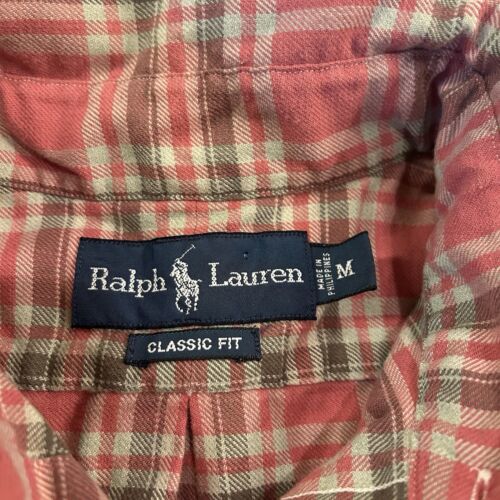 Ralph Lauren
MADE IN
PHILIPPINES
M
CLASSIC FIT